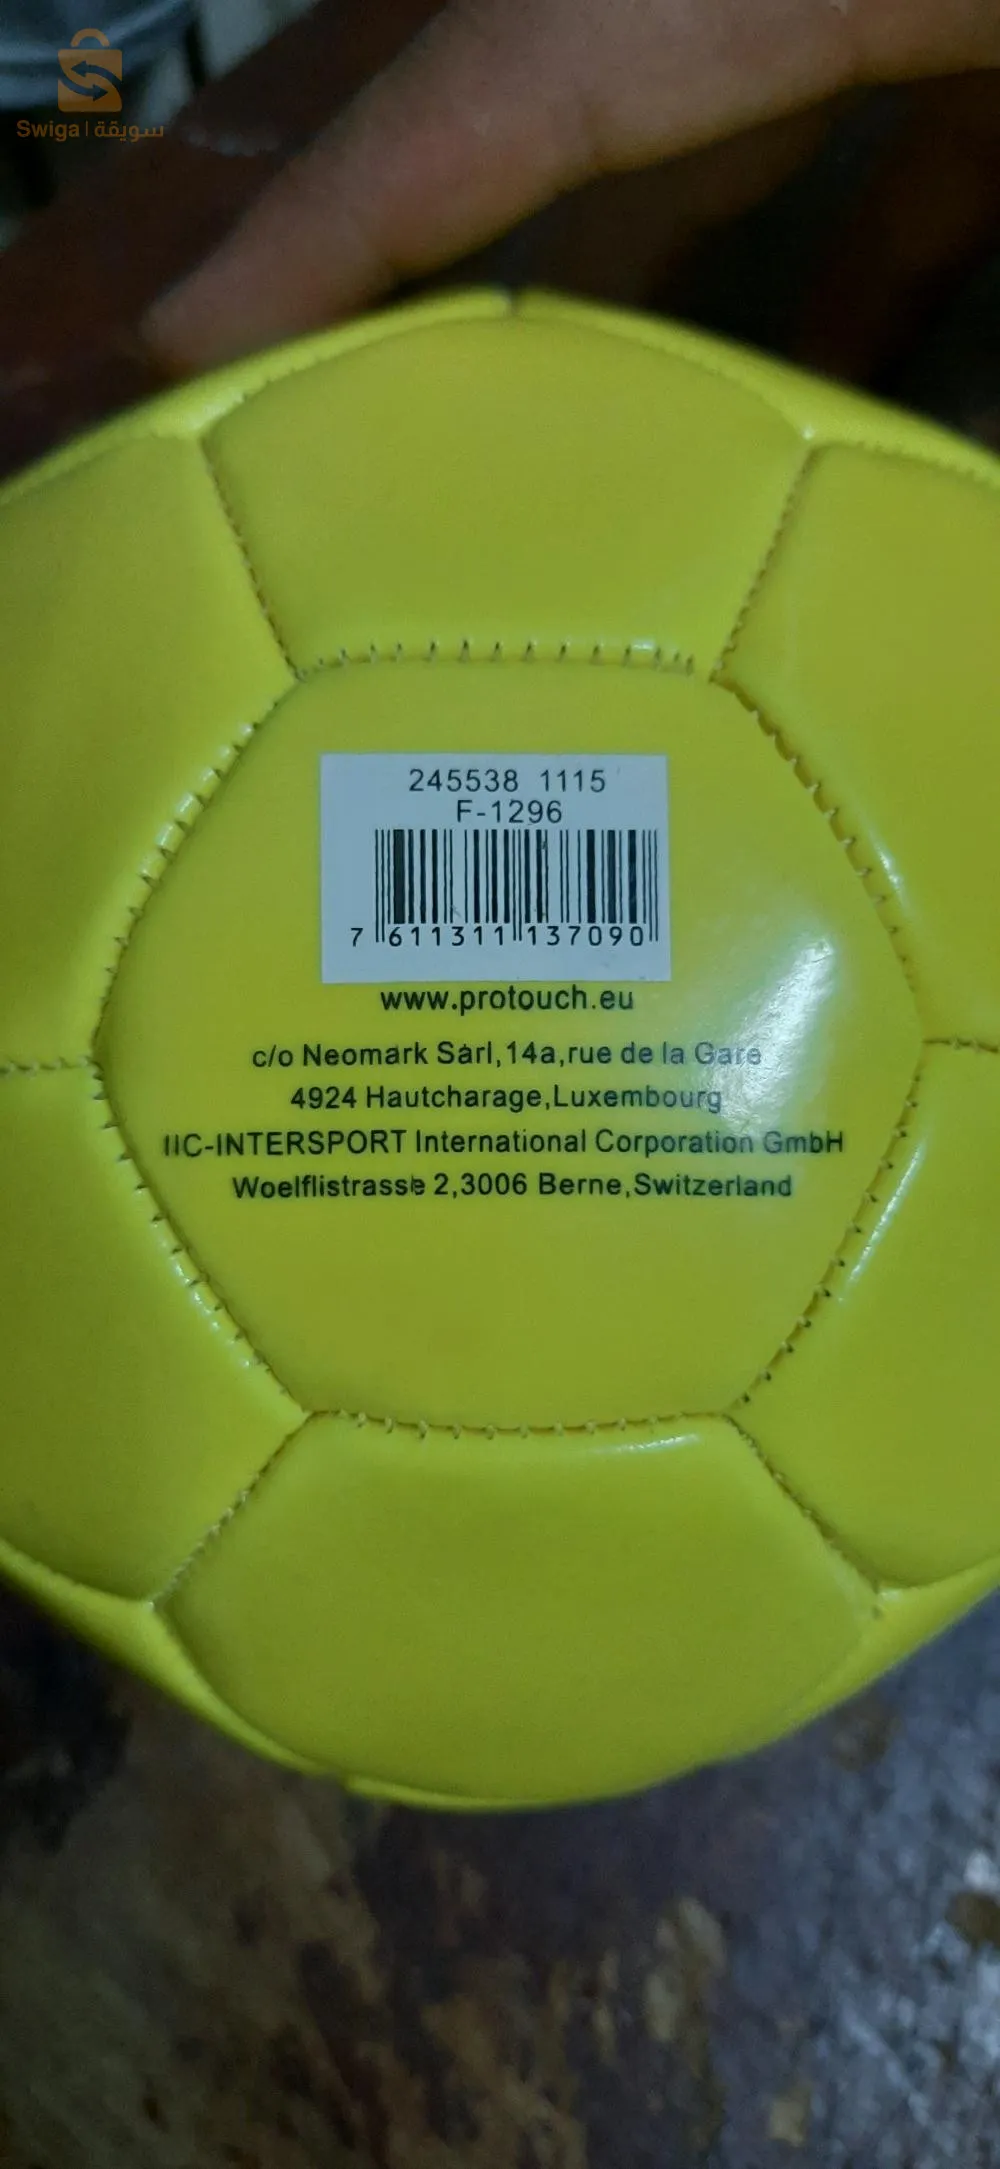 Swiga | سويقة
245538 1115
F-1296
7 611311 137090
www.protouch.eu
c/o Neomark Sàrl,14a,rue de la Gare
4924 Hautcharage,Luxembourg
IIC-INTERSPORT International Corporation GmbH
Woelflistrasse 2,3006 Berne,Switzerland